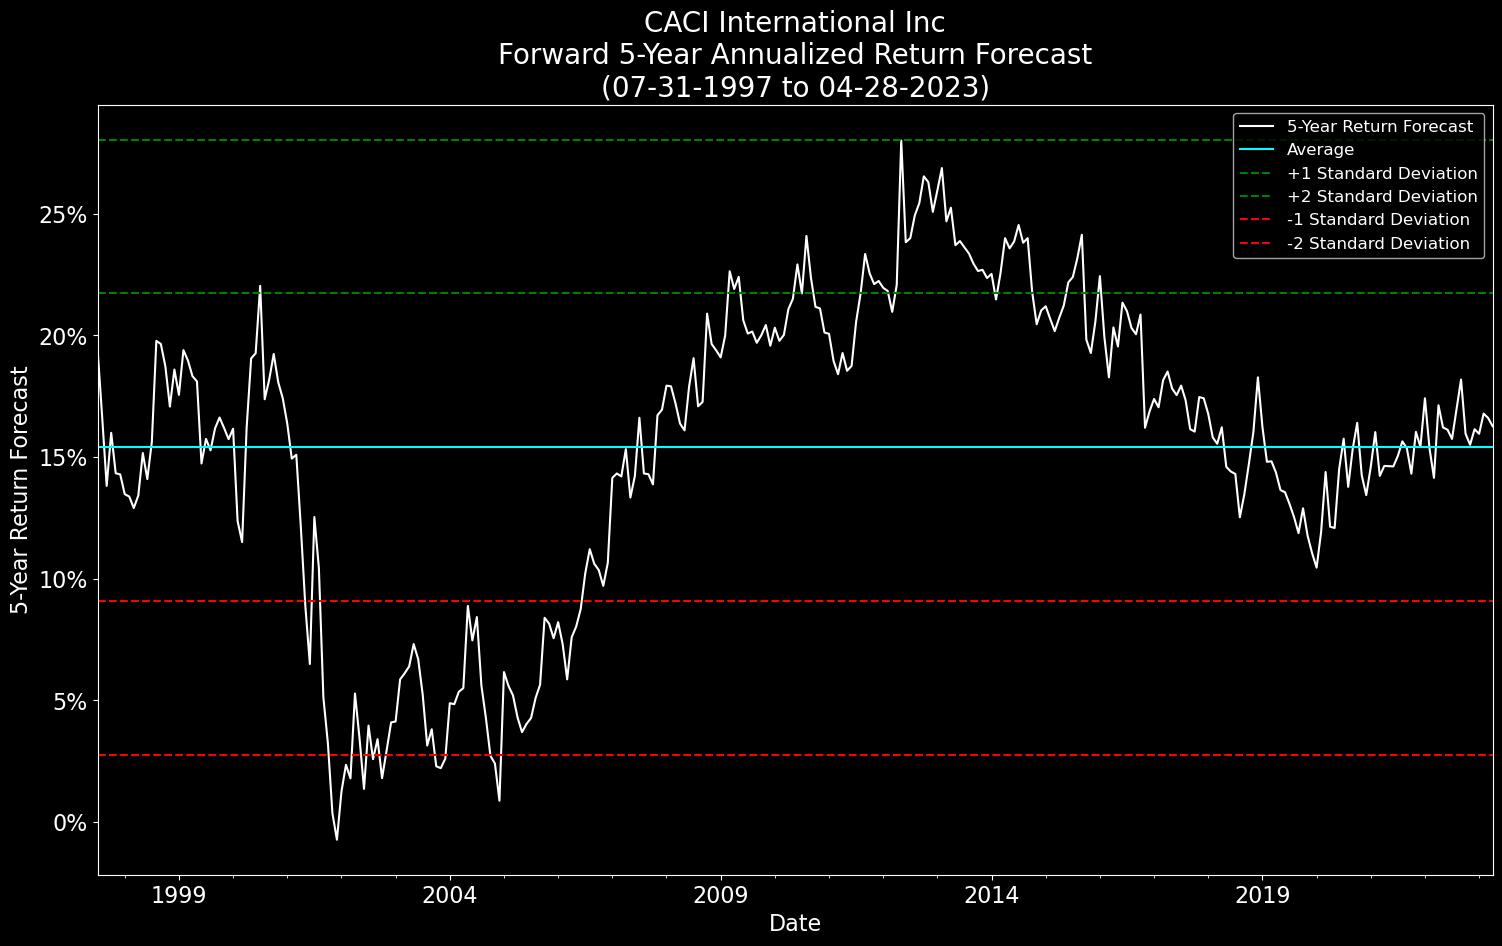 CACI International Inc
Forward 5-Year Annualized Return Forecast
(07-31-1997 to 04-28-2023)
5-Year Return Forecast
Average
+1 Standard Deviation
+2 Standard Deviation
-1 Standard Deviation
-2 Standard Deviation
5-Year Return Forecast
25%
20%
15%
10%
5%
0%
1999 2004 2009 2014 2019
Date